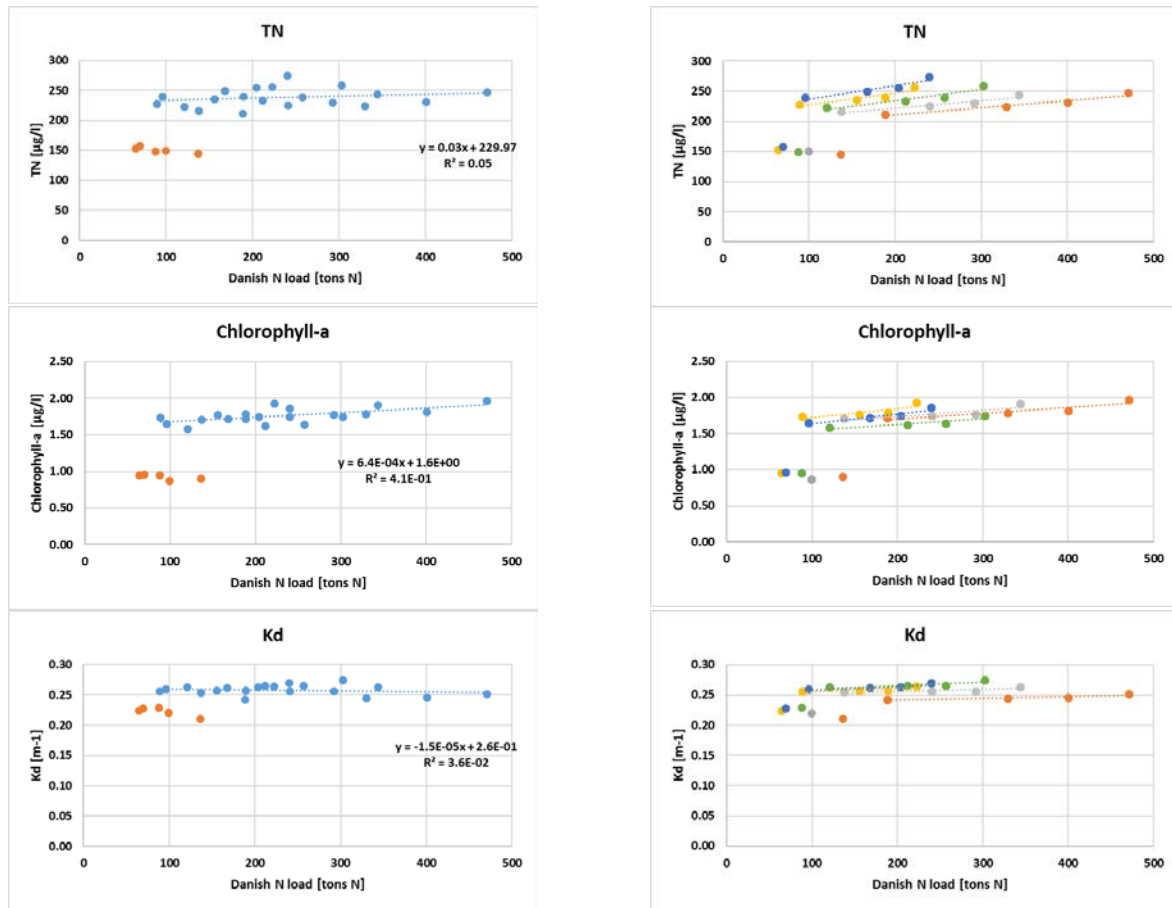 TN
300
250
200
150
100
50
0
TN [µg/l]
y = 0.03x + 229.97
R² = 0.05
0 100 200 300 400 500
Danish N load [tons N]
TN
300
250
200
150
100
50
0
TN [µg/l]
0 100 200 300 400 500
Danish N load [tons N]
Chlorophyll-a
2.50
2.00
1.50
1.00
0.50
0.00
Chlorophyll-a [µg/l]
y = 6.4E-04x + 1.6E+00
R² = 4.1E-01
0 100 200 300 400 500
Danish N load [tons N]
Chlorophyll-a
2.50
2.00
1.50
1.00
0.50
0.00
Chlorophyll-a [µg/l]
0 100 200 300 400 500
Danish N load [tons N]
Kd
0.30
0.25
0.20
0.15
0.10
0.05
0.00
Kd [m-1]
y = -1.5E-05x + 2.6E-01
R² = 3.6E-02
0 100 200 300 400 500
Danish N load [tons N]
Kd
0.30
0.25
0.20
0.15
0.10
0.05
0.00
Kd [m-1]
0 100 200 300 400 500
Danish N load [tons N]